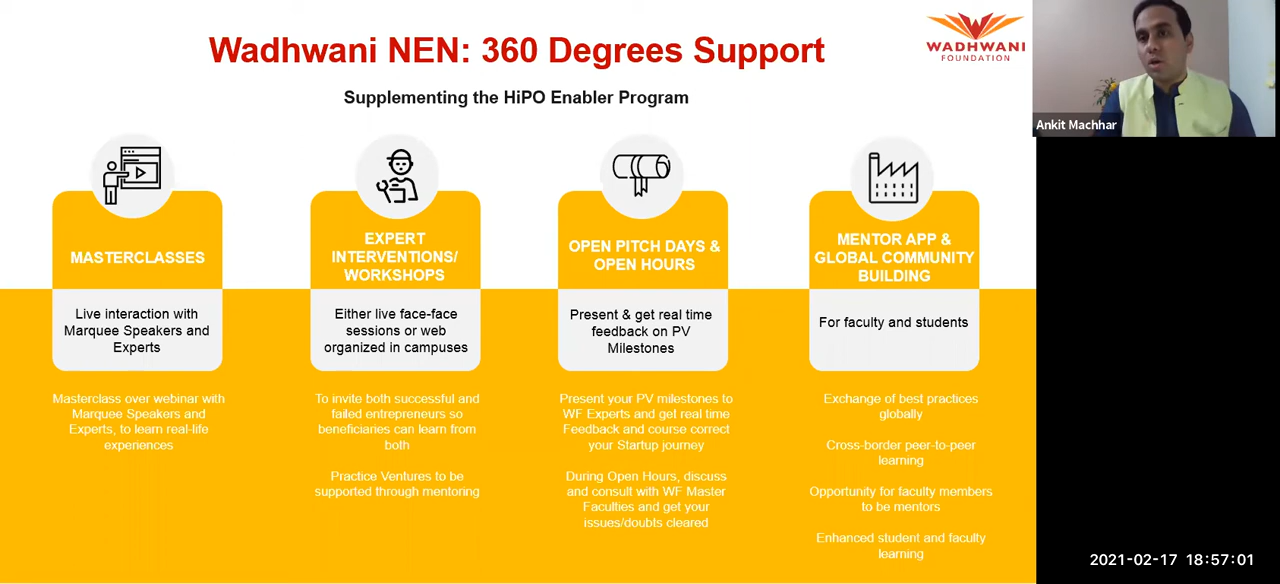 Wadhwani NEN: 360 Degrees Support
WADHWANI
FOUNDATION
Supplementing the HiPO Enabler Program
Ankit Machhar
MASTERCLASSES
Live interaction with
Marquee Speakers and
Experts
Masterclass over webinar with
Marquee Speakers and
Experts, to learn real-life
experiences
EXPERT
INTERVENTIONS/
WORKSHOPS
Either live face-face
sessions or web
organized in campuses
To invite both successful and
failed entrepreneurs so
beneficiaries can learn from
both
Practice Ventures to be
supported through mentoring
OPEN PITCH DAYS &
OPEN HOURS
Present & get real time
feedback on PV
Milestones
Present your PV milestones to
WF Experts and get real time
Feedback and course correct
your Startup journey
During Open Hours, discuss
and consult with WF Master
Faculties and get your
issues/doubts cleared
MENTOR APP &
GLOBAL COMMUNITY
BUILDING
For faculty and students
Exchange of best practices
globally
Cross-border peer-to-peer
learning
Opportunity for faculty members
to be mentors
Enhanced student and faculty
learning
2021-02-17 18:57:01